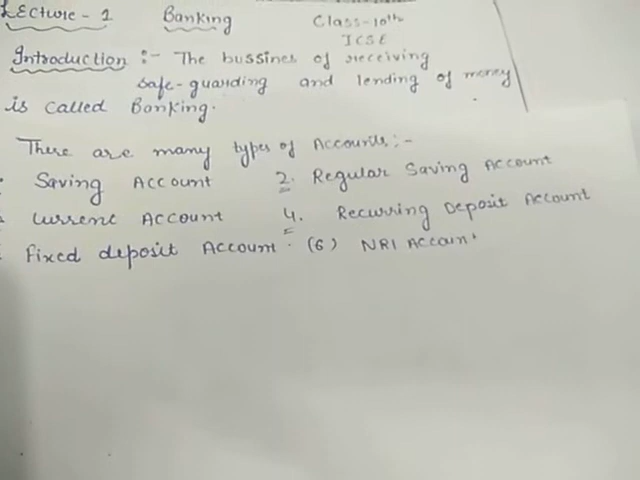 Lecture - 1 Banking Class-10th
ICSE
Introduction :- The bussines of receiving
safe-guarding and lending of money
is called Banking.
There are many types of Accounts :-
Saving Account 2. Regular Saving Account
Current Account 4. Recurring Deposit Account
Fixed deposit Account. (6) NRI Account